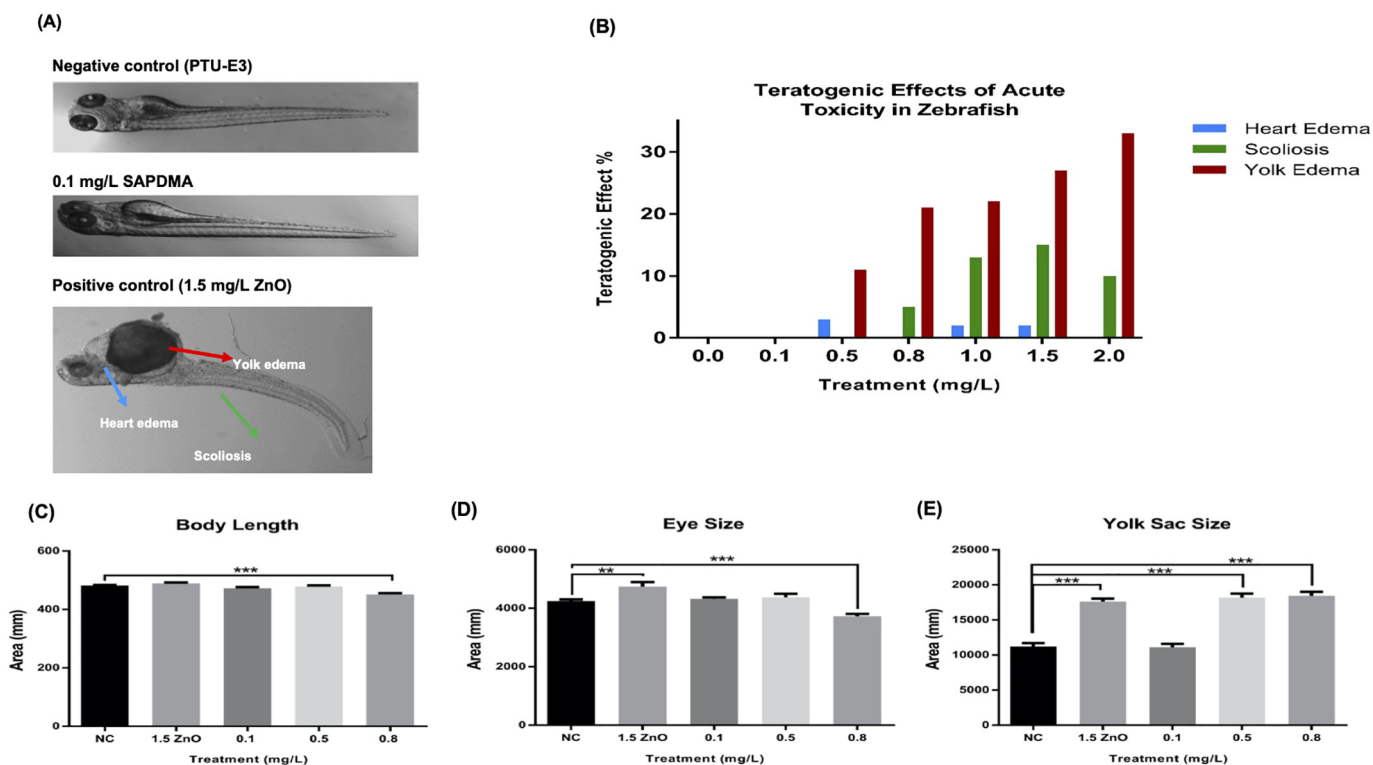 (A)
Negative control (PTU-E3)
0.1 mg/L SAPDMA
Positive control (1.5 mg/L ZnO)
Yolk edema
Heart edema
Scoliosis
(B)
Teratogenic Effects of Acute
Toxicity in Zebrafish
Teratogenic Effect %
30
20
10
0
0.0 0.1 0.5 0.8 1.0 1.5 2.0
Treatment (mg/L)
Heart Edema
Scoliosis
Yolk Edema
(C)
Body Length
Area (mm)
600
400
200
0
***
NC 1.5 ZnO 0.1 0.5 0.8
Treatment (mg/L)
(D)
Eye Size
Area (mm)
6000
4000
2000
0
***
**
NC 1.5 ZnO 0.1 0.5 0.8
Treatment (mg/L)
(E)
Yolk Sac Size
Area (mm)
25000
20000
15000
10000
5000
0
***
***
***
NC 1.5 ZnO 0.1 0.5 0.8
Treatment (mg/L)